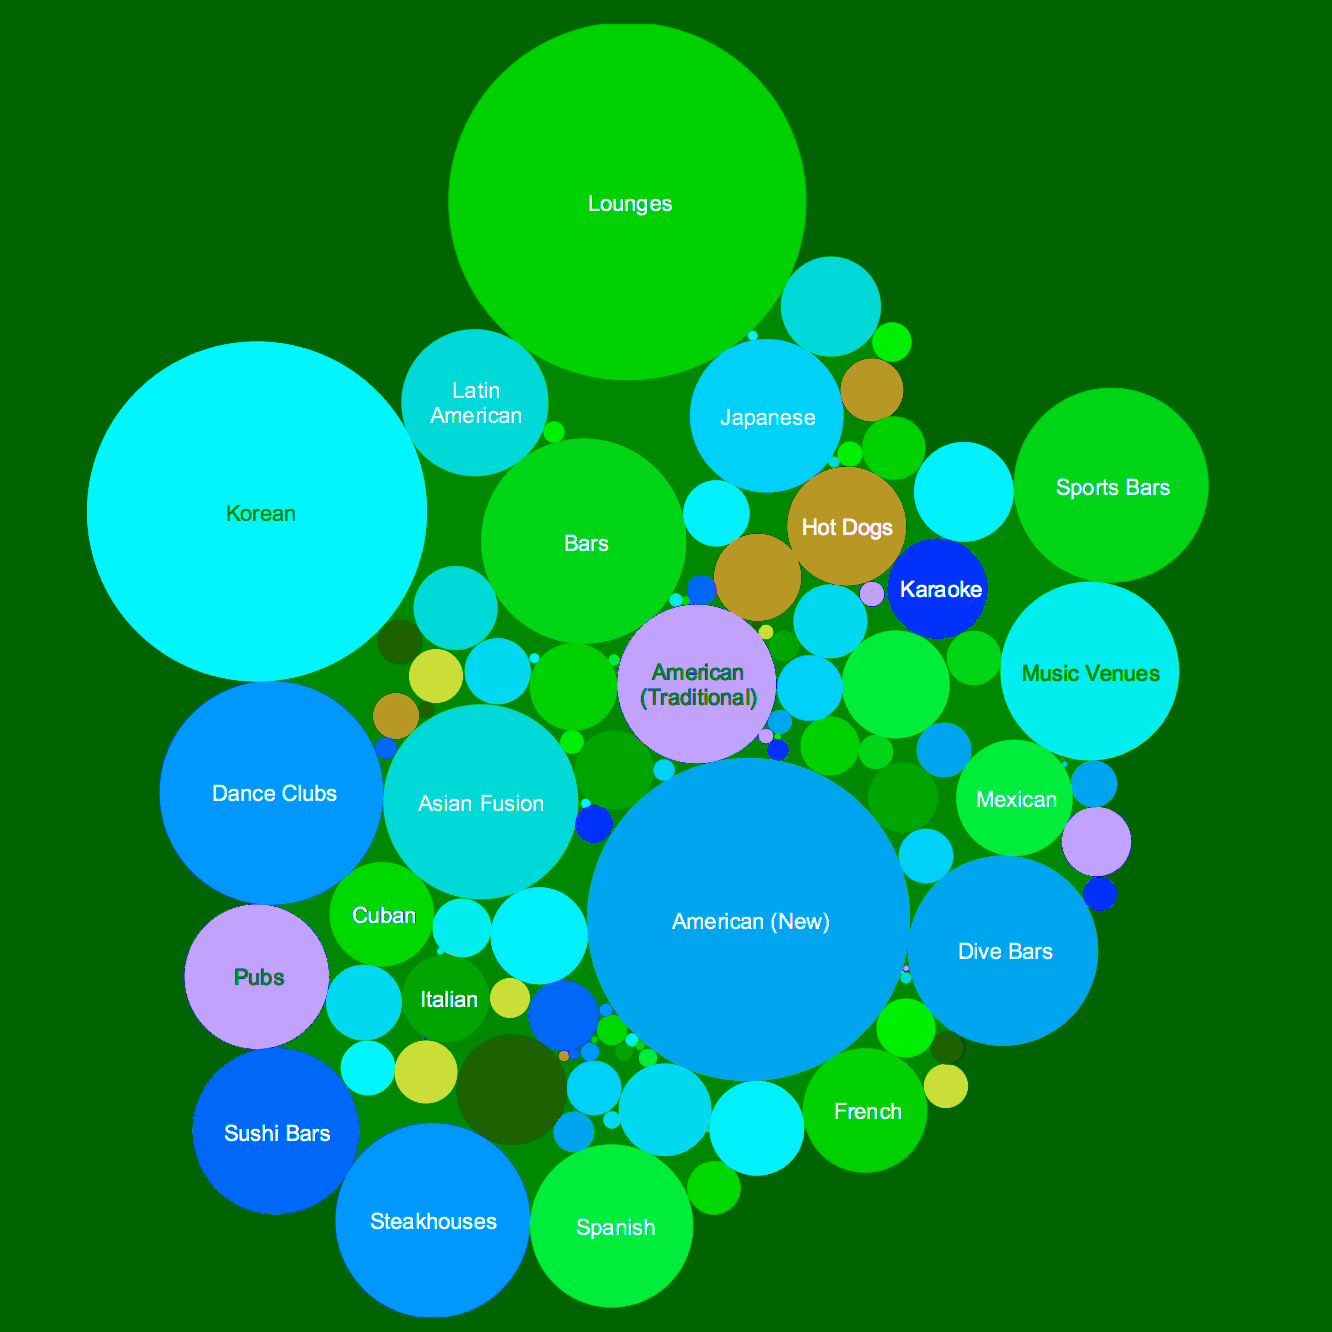 Lounges
Latin
American
Japanese
Korean
Sports Bars
Hot Dogs
Bars
Karaoke
American
(Traditional)
Music Venues
Dance Clubs
Asian Fusion
Mexican
Cuban
American (New)
Dive Bars
Pubs
Italian
French
Sushi Bars
Steakhouses
Spanish